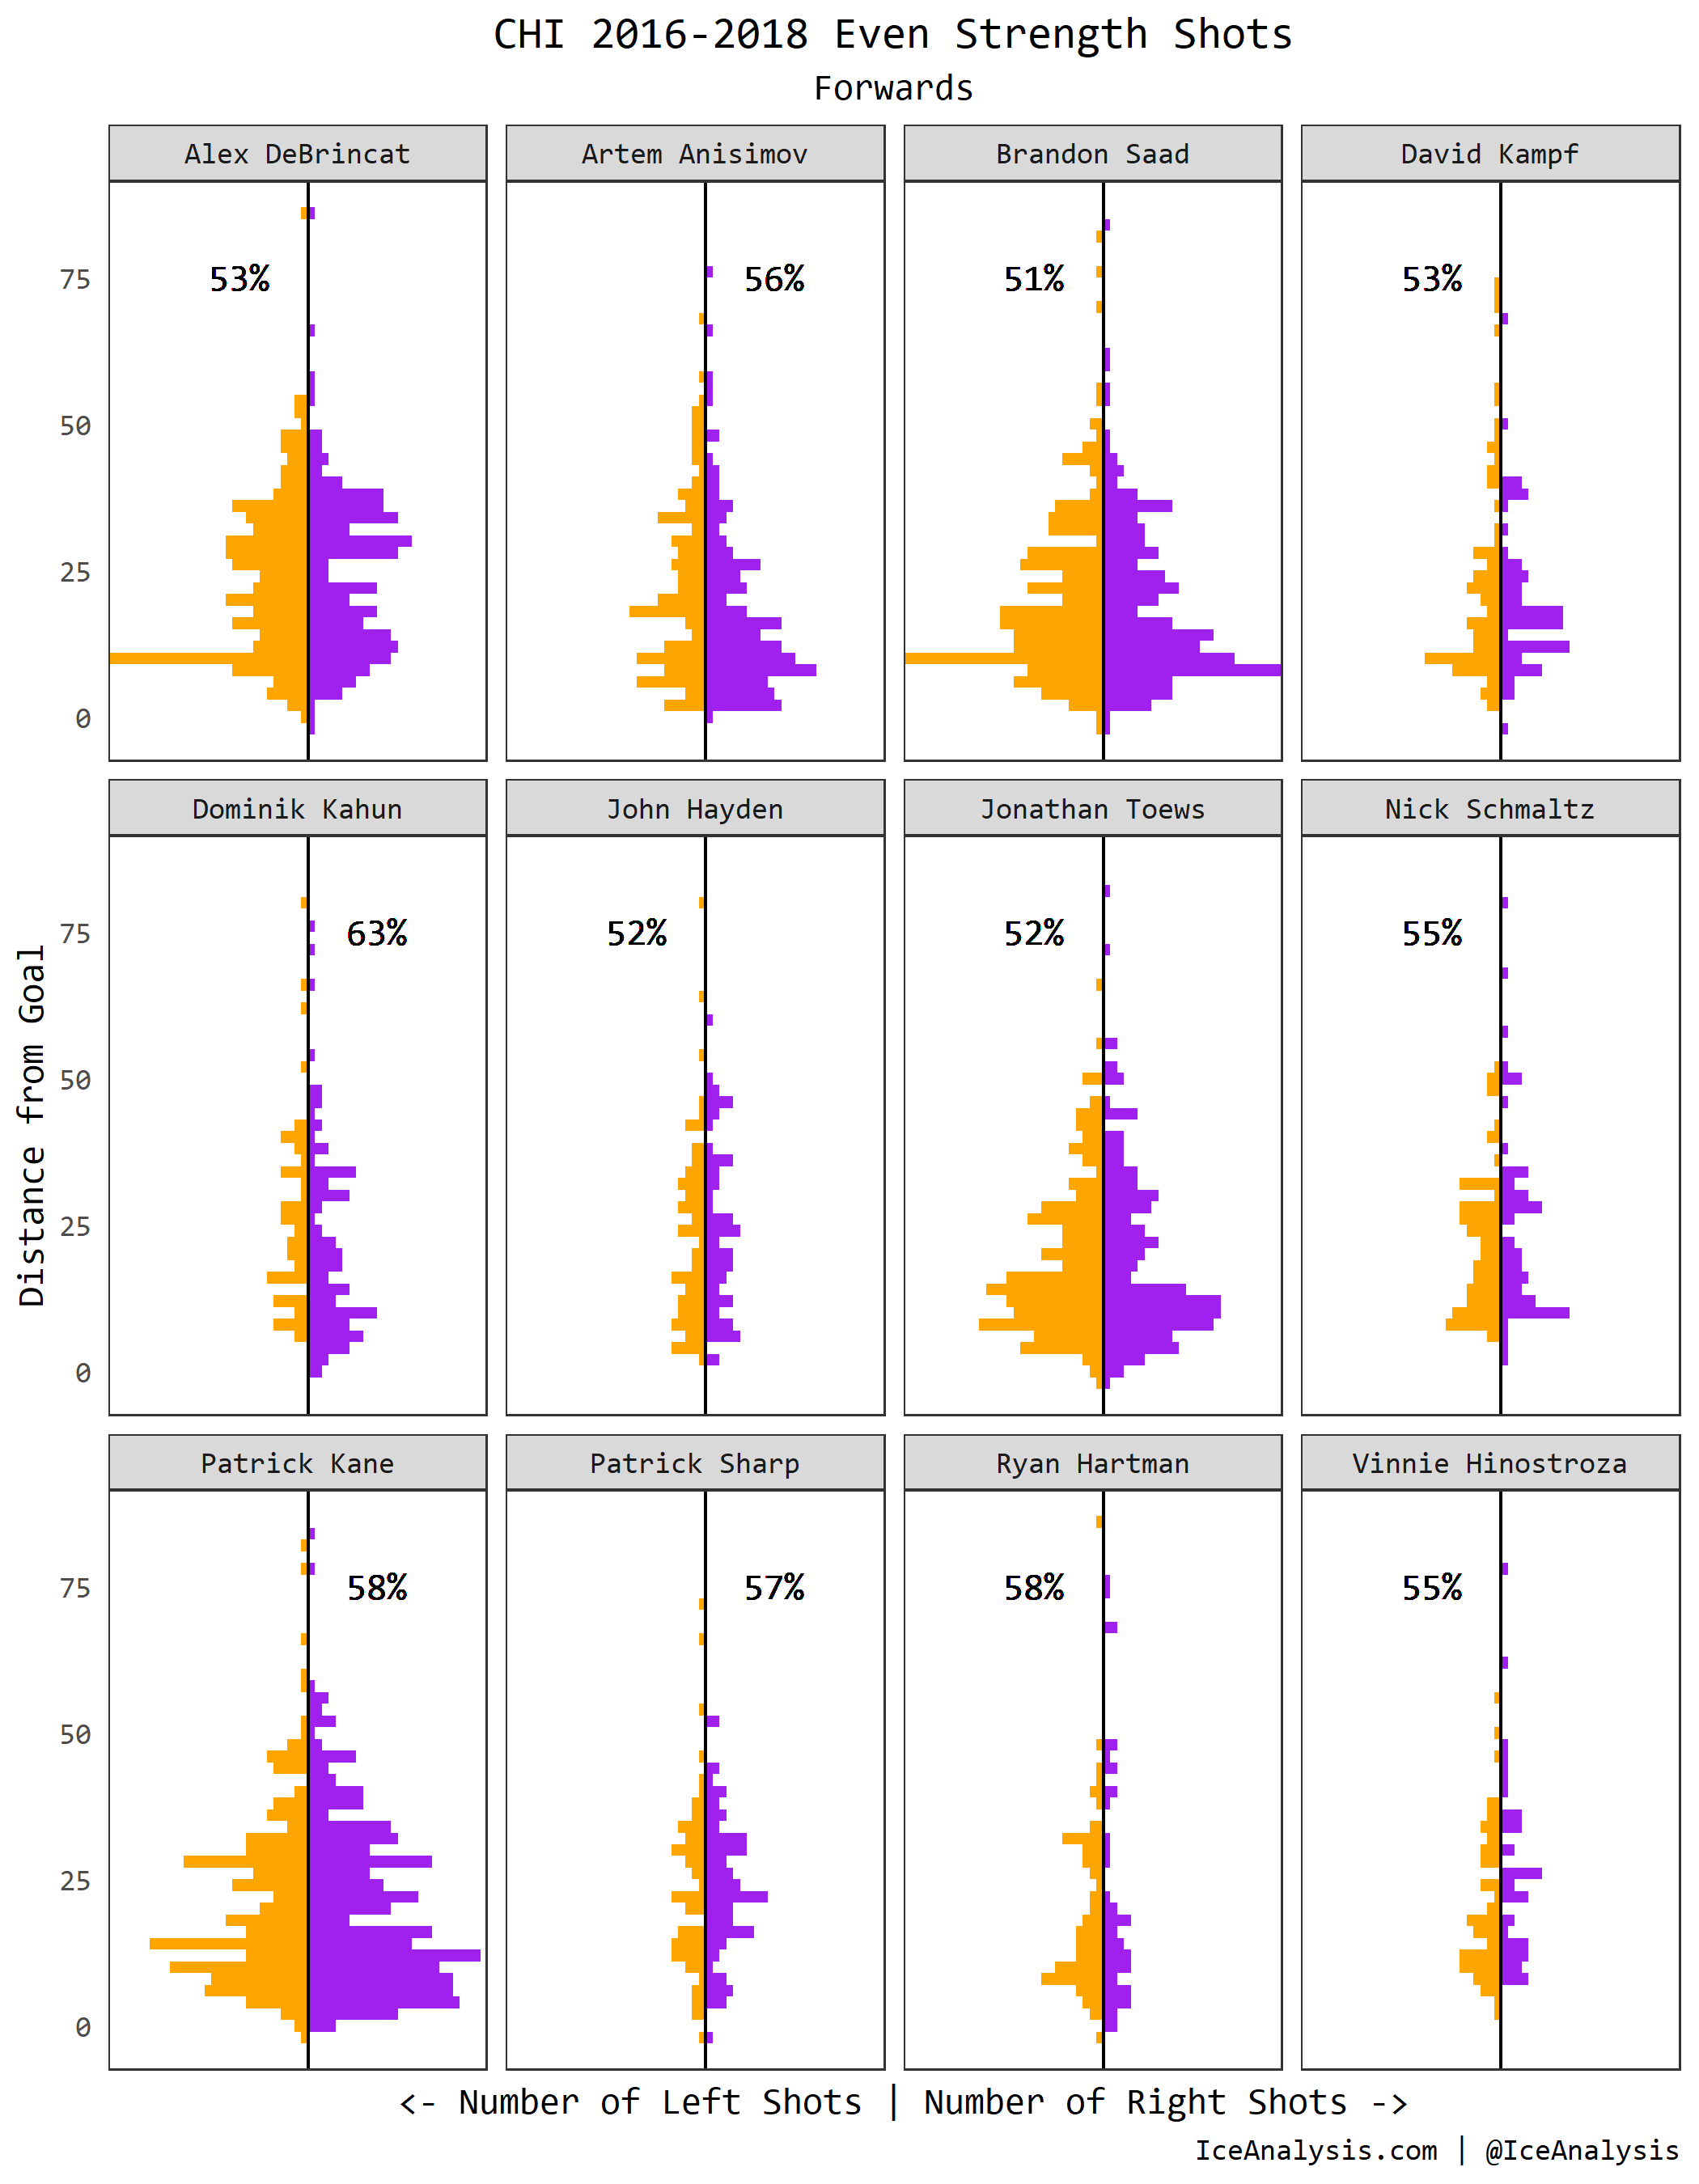 CHI 2016-2018 Even Strength Shots
Forwards
Alex DeBrincat Artem Anisimov Brandon Saad David Kampf
75 53% 56% 51% 53%
50
25
0
Dominik Kahun John Hayden Jonathan Toews Nick Schmaltz
75 63% 52% 52% 55%
50
25
0
Distance from Goal
Patrick Kane Patrick Sharp Ryan Hartman Vinnie Hinostroza
75 58% 57% 58% 55%
50
25
0
<- Number of Left Shots | Number of Right Shots ->
IceAnalysis.com | @IceAnalysis